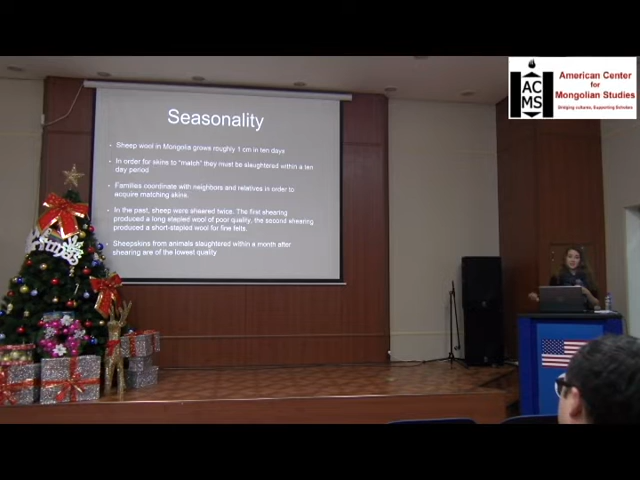 ACMS
American Center
for
Mongolian Studies
Bridging cultures, Supporting Scholars
Seasonality
Sheep wool in Mongolia grows roughly 1 cm in ten days
In order for skins to "match" they must be slaughtered within a ten
day period
Families coordinate with neighbors and relatives in order to
acquire matching skins.
In the past, sheep were sheered twice. The first shearing
produced a long stapled wool of poor quality, the second shearing
produced a short-stepled wool for fine felts.
Sheepskins from animals slaughtered within a month after
shearing are of the lowest quality